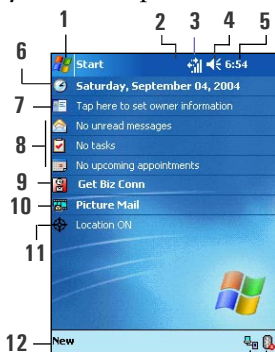 1
2
3
4
5
6
Start 6:54
Saturday, September 04, 2004
7
Tap here to set owner information
8
No unread messages
No tasks
No upcoming appointments
9
Get Biz Conn
10
Picture Mail
11
Location ON
12
New